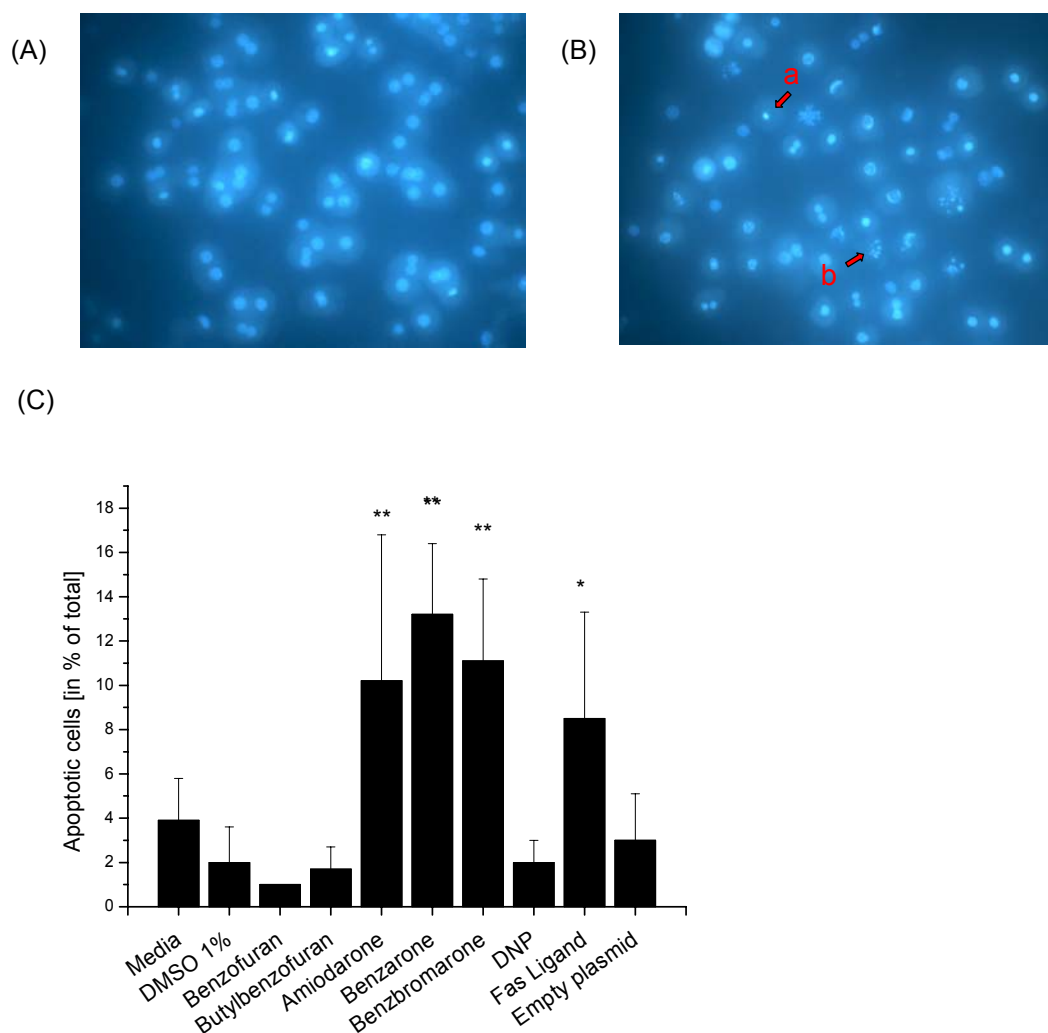 (A)
(B)
a
b
(C)
Apoptotic cells [in % of total]
18
16
14
12
10
8
6
4
2
0
**
**
**
*
Media
DMSO 1%
Benzofuran
Butylbenzofuran
Amiodarone
Benzarone
Benzbromarone
DNP
Fas Ligand
Empty plasmid